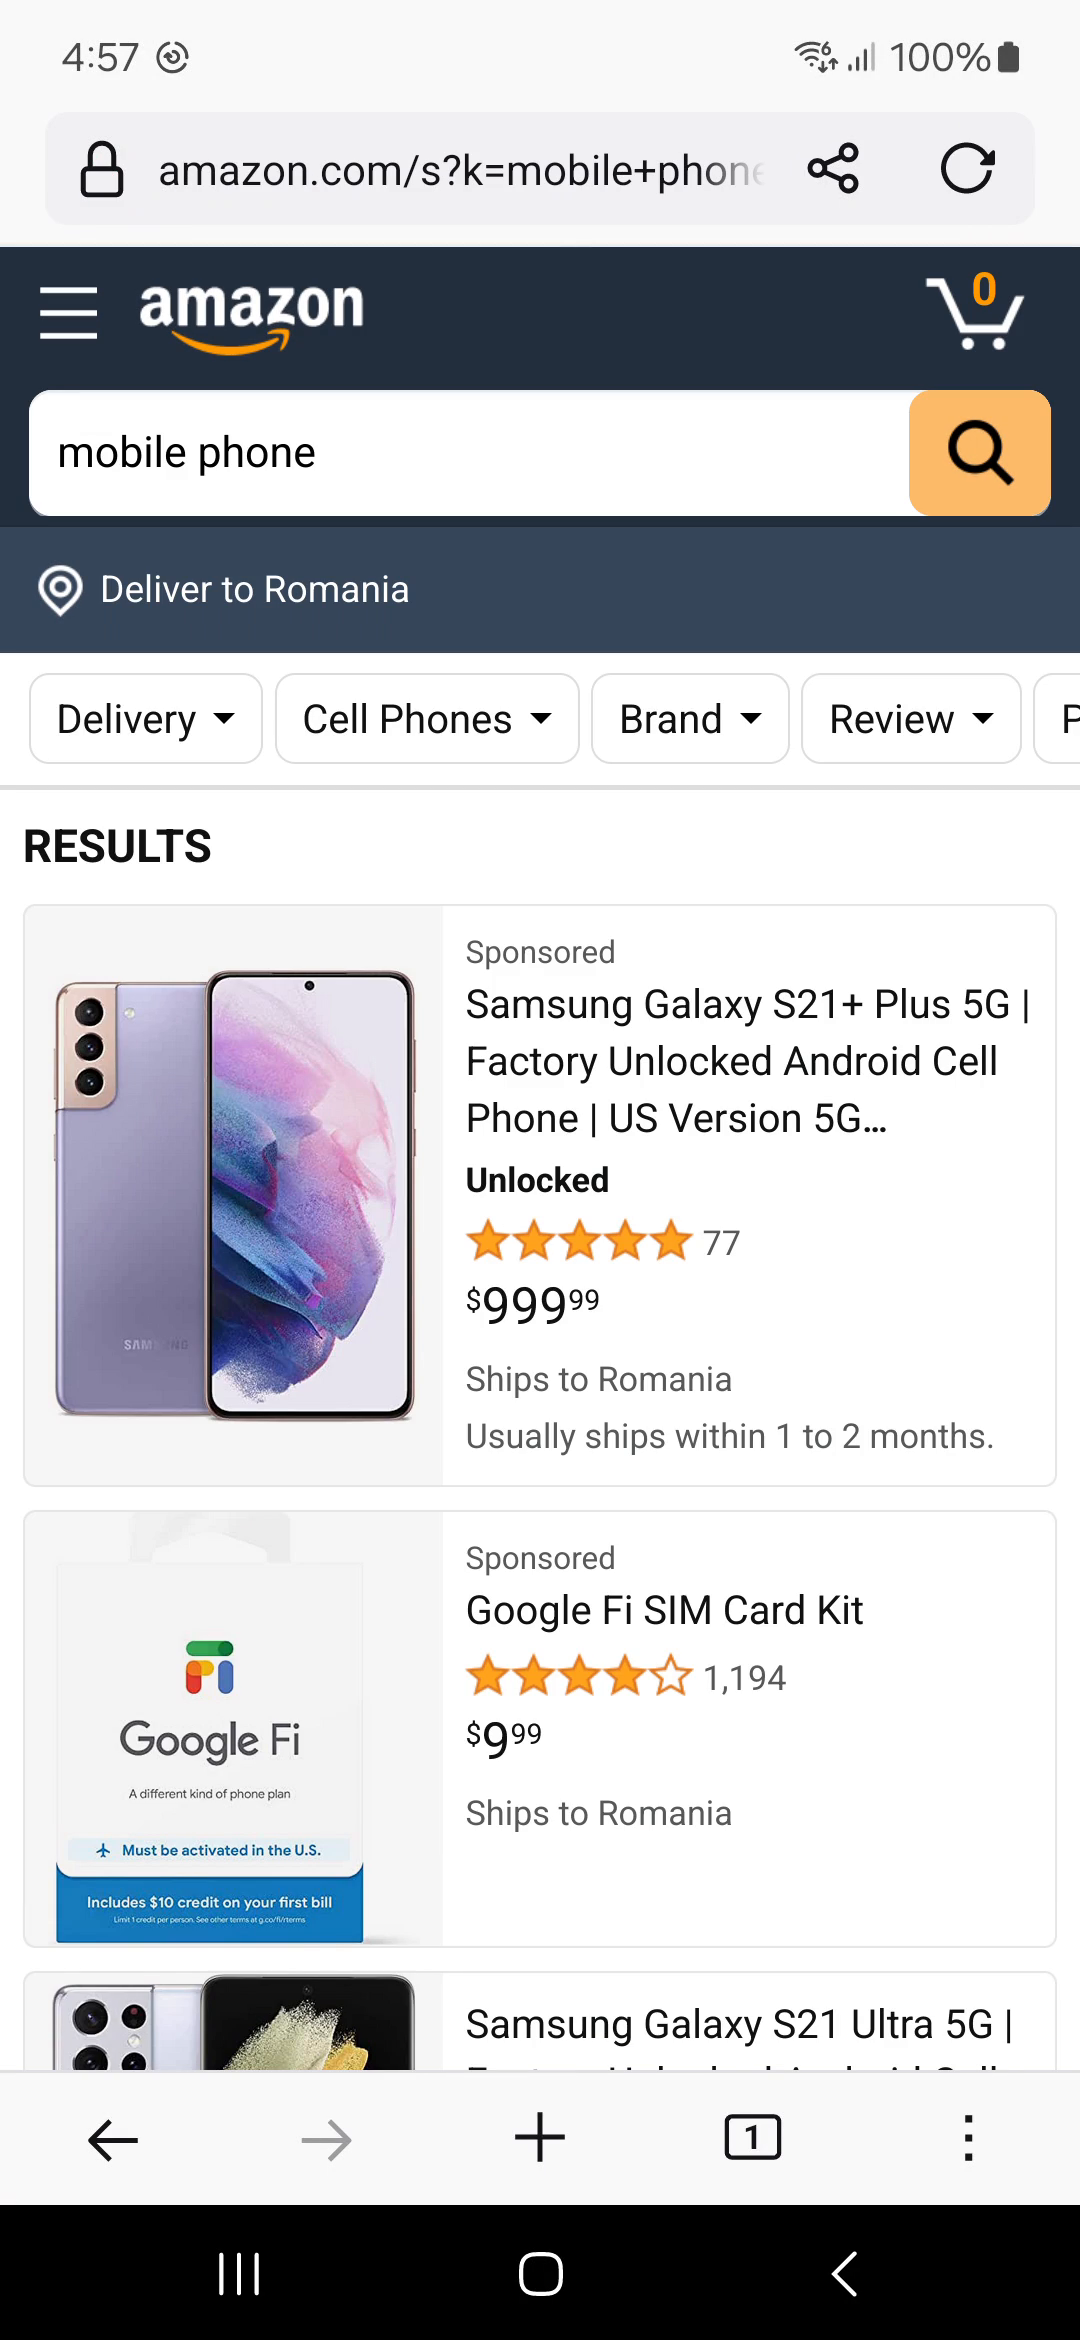 4:57
6 100%
amazon.com/s?k=mobile+phone
amazon
0
mobile phone
Deliver to Romania
Delivery Cell Phones Brand Review
RESULTS
Sponsored
Samsung Galaxy S21+ Plus 5G |
Factory Unlocked Android Cell
Phone | US Version 5G...
Unlocked
77
$999 99
Ships to Romania
Usually ships within 1 to 2 months.
Sponsored
Google Fi SIM Card Kit
1,194
$9 99
Ships to Romania
Google Fi
A different kind of phone plan
Must be activated in the U.S.
Includes $10 credit on your first bill
Limit 1 credit per person. See other terms at g.co/fi/rterms
Samsung Galaxy S21 Ultra 5G |
1